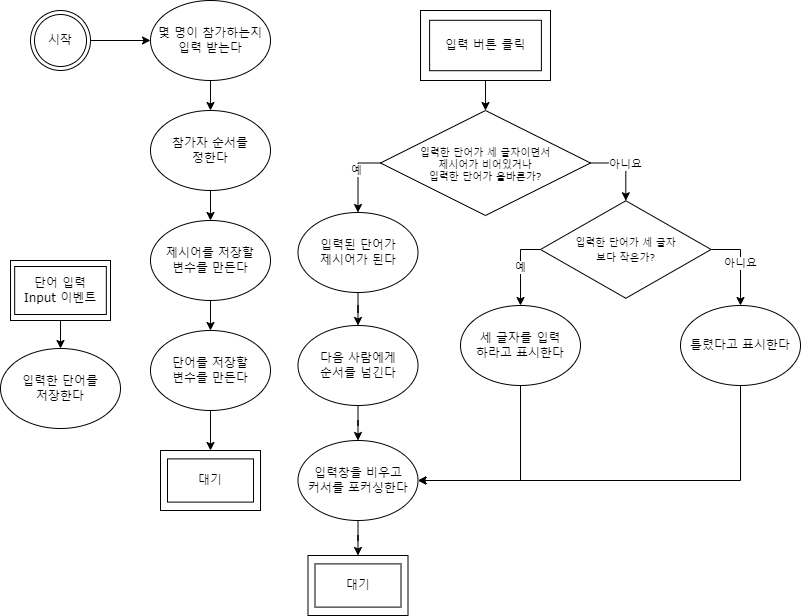 시작
몇 명이 참가하는지
입력 받는다
참가자 순서를
정한다
제시어를 저장할
변수를 만든다
단어를 저장할
변수를 만든다
대기
단어 입력
Input 이벤트
입력한 단어를
저장한다
입력 버튼 클릭
입력한 단어가 세 글자이면서
제시어가 비어있거나
입력한 단어가 올바른가?
예
아니요
입력된 단어가
제시어가 된다
다음 사람에게
순서를 넘긴다
입력한 단어가 세 글자
보다 작은가?
예
아니요
세 글자를 입력
하라고 표시한다
틀렸다고 표시한다
입력창을 비우고
커서를 포커싱한다
대기